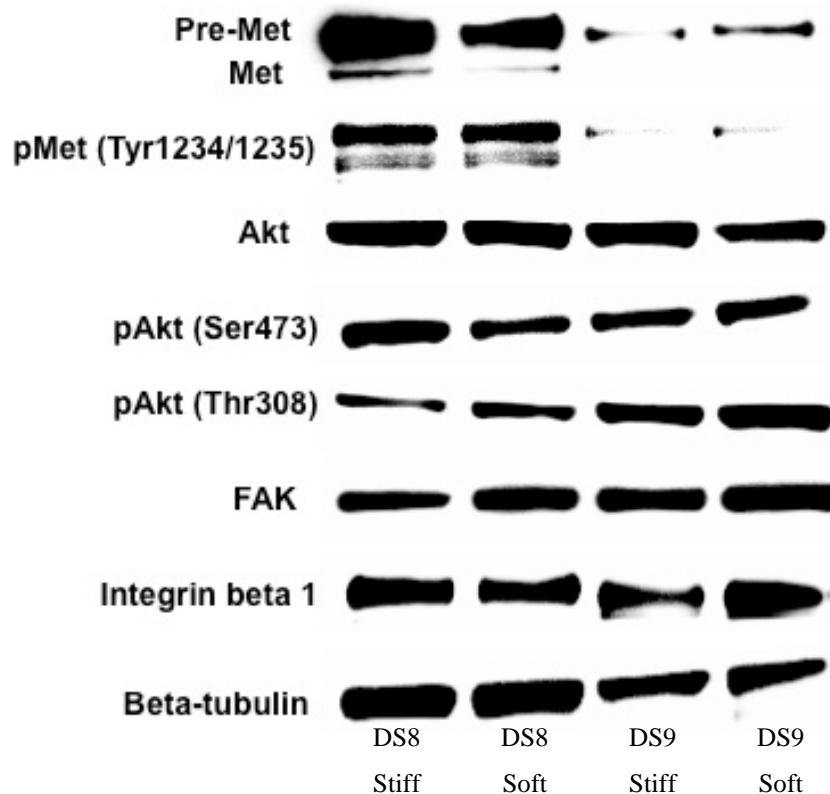 Pre-Met
Met
pMet (Tyr1234/1235)
Akt
pAkt (Ser473)
pAkt (Thr308)
FAK
Integrin beta 1
Beta-tubulin
DS8 DS8 DS9 DS9
Stiff Soft Stiff Soft